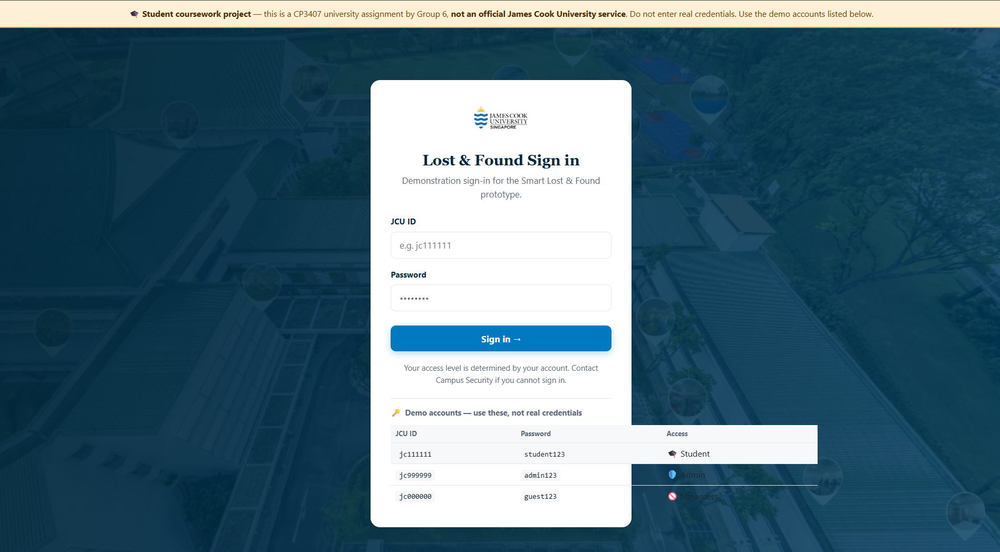 🎓 Student coursework project — this is a CP3407 university assignment by Group 6, not an official James Cook University service. Do not enter real credentials. Use the demo accounts listed below.
JAMES COOK
UNIVERSITY
SINGAPORE
Lost & Found Sign in
Demonstration sign-in for the Smart Lost & Found
prototype.
JCU ID
e.g. jc111111
Password
••••••••
Sign in →
Your access level is determined by your account. Contact
Campus Security if you cannot sign in.
🔑 Demo accounts — use these, not real credentials
JCU ID Password Access
jc111111 student123 🎓 Student
jc999999 admin123 🛡️ Admin
jc000000 guest123 🚫 No access